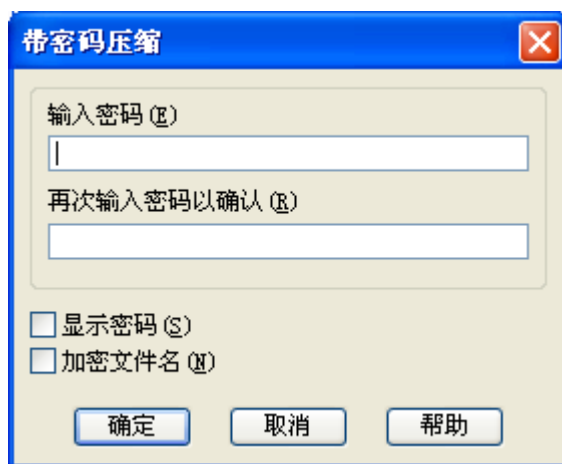 带密码压缩
输入密码(E)
再次输入密码以确认(R)
显示密码(S)
加密文件名(N)
确定 取消 帮助